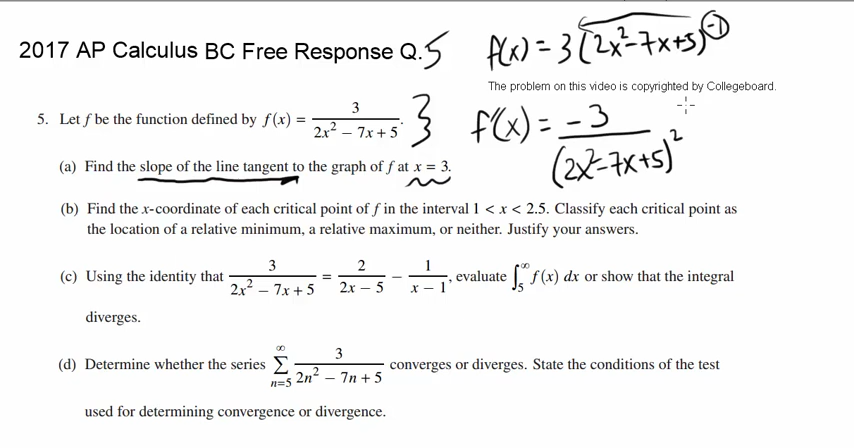 2017 AP Calculus BC Free Response Q.5
f(x) = 3(2x²-7x+5)⁻¹
The problem on this video is copyrighted by Collegeboard.
5. Let f be the function defined by f(x) = 3/(2x² − 7x + 5).
f'(x) = -3/(2x²-7x+5)²
(a) Find the slope of the line tangent to the graph of f at x = 3.
(b) Find the x-coordinate of each critical point of f in the interval 1 < x < 2.5. Classify each critical point as
the location of a relative minimum, a relative maximum, or neither. Justify your answers.
(c) Using the identity that 3/(2x² − 7x + 5) = 2/(2x − 5) − 1/(x − 1), evaluate ∫₅^∞ f(x) dx or show that the integral
diverges.
(d) Determine whether the series ∑_{n=5}^∞ 3/(2n² − 7n + 5) converges or diverges. State the conditions of the test
used for determining convergence or divergence.